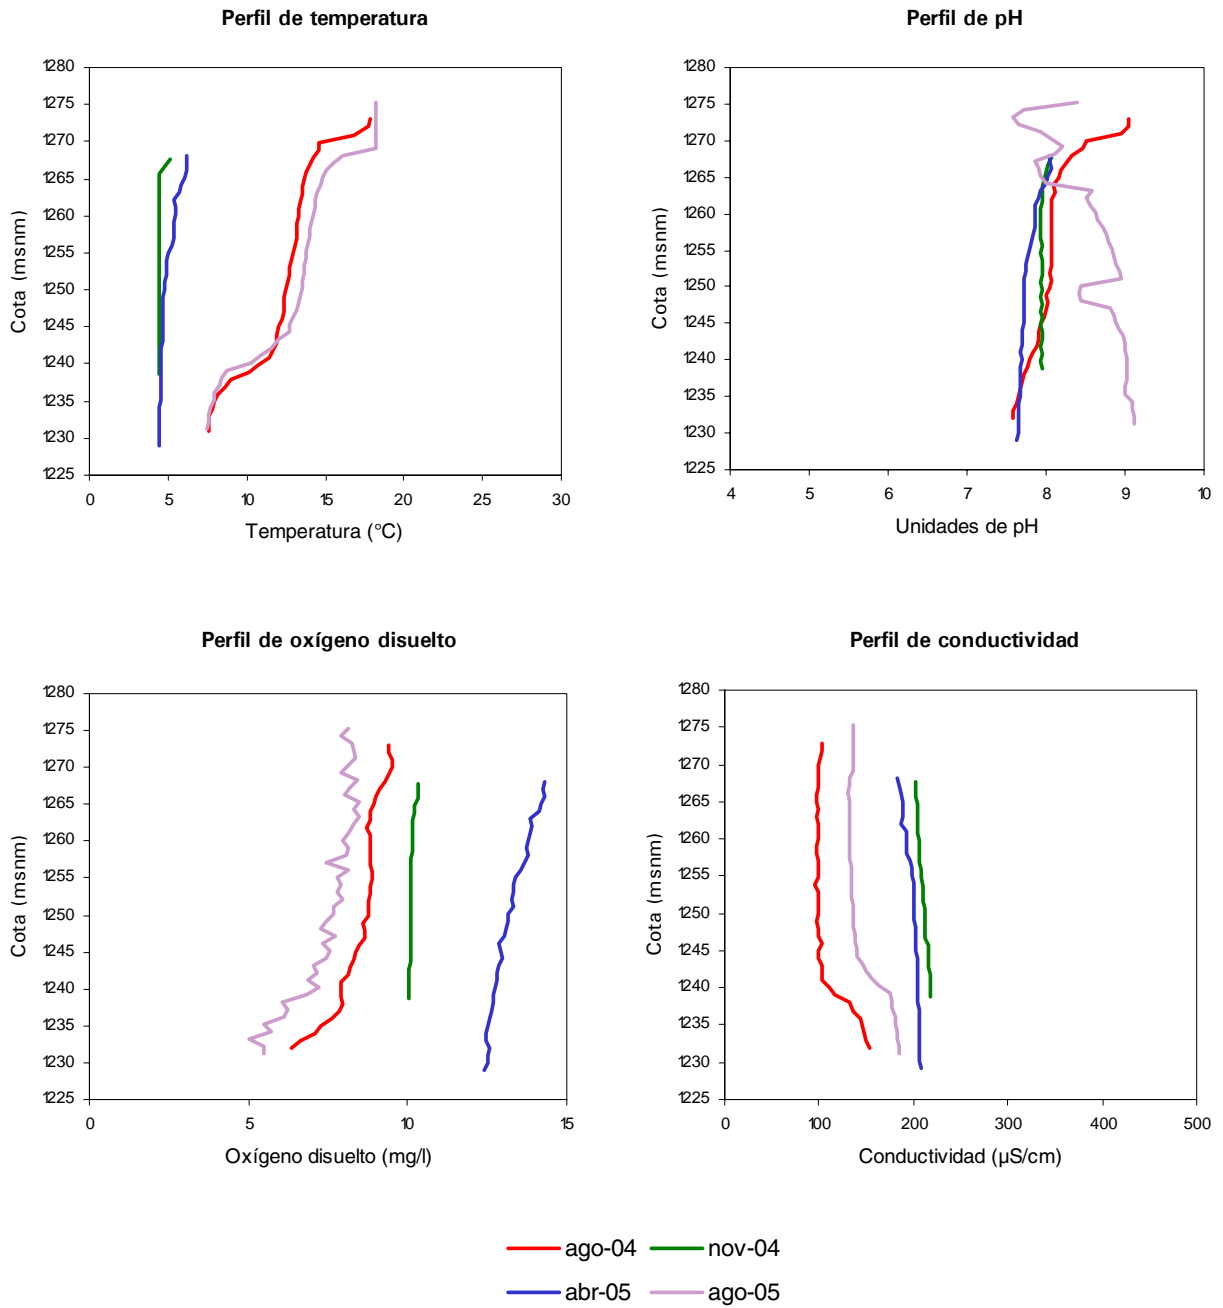 Perfil de temperatura
1280
1275
1270
1265
1260
1255
1250
1245
1240
1235
1230
1225
Cota (msnm)
0 5 10 15 20 25 30
Temperatura (°C)
Perfil de pH
1280
1275
1270
1265
1260
1255
1250
1245
1240
1235
1230
1225
Cota (msnm)
4 5 6 7 8 9 10
Unidades de pH
Perfil de oxígeno disuelto
1280
1275
1270
1265
1260
1255
1250
1245
1240
1235
1230
1225
Cota (msnm)
0 5 10 15
Oxígeno disuelto (mg/l)
Perfil de conductividad
1280
1275
1270
1265
1260
1255
1250
1245
1240
1235
1230
1225
Cota (msnm)
0 100 200 300 400 500
Conductividad (µS/cm)
ago-04 nov-04
abr-05 ago-05